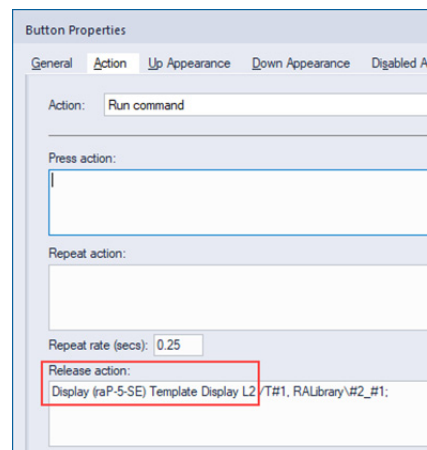 Button Properties
General Action Up Appearance Down Appearance Disabled A
Action: Run command
Press action:
Repeat action:
Repeat rate (secs): 0.25
Release action:
Display (raP-5-SE) Template Display L2 /T#1, RALibrary\#2_#1;